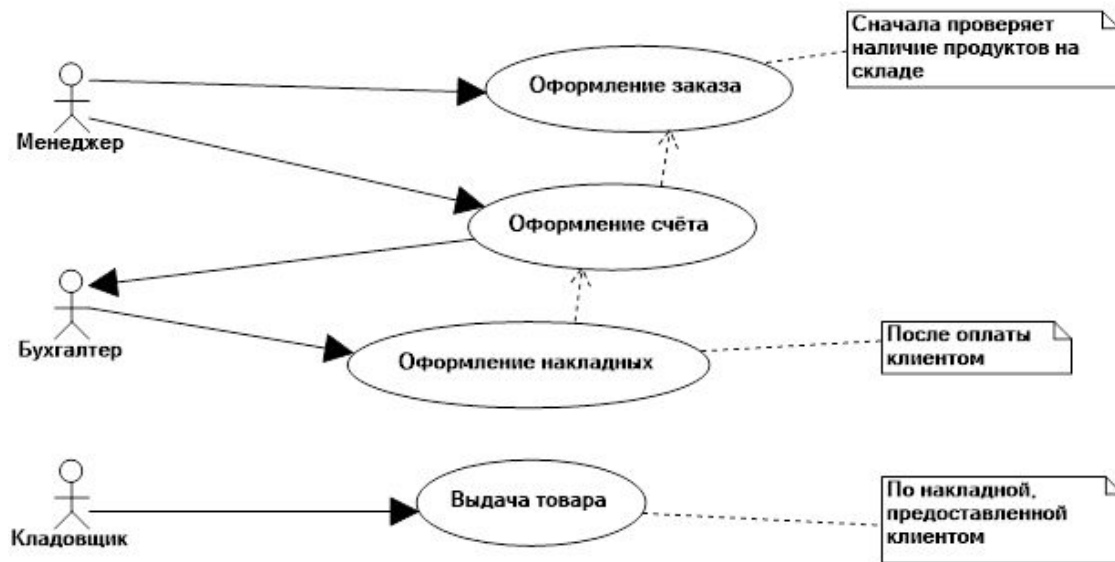 Сначала проверяет
наличие продуктов на
складе
Оформление заказа
Менеджер
Оформление счёта
Бухгалтер
Оформление накладных
После оплаты
клиентом
Кладовщик
Выдача товара
По накладной,
предоставленной
клиентом